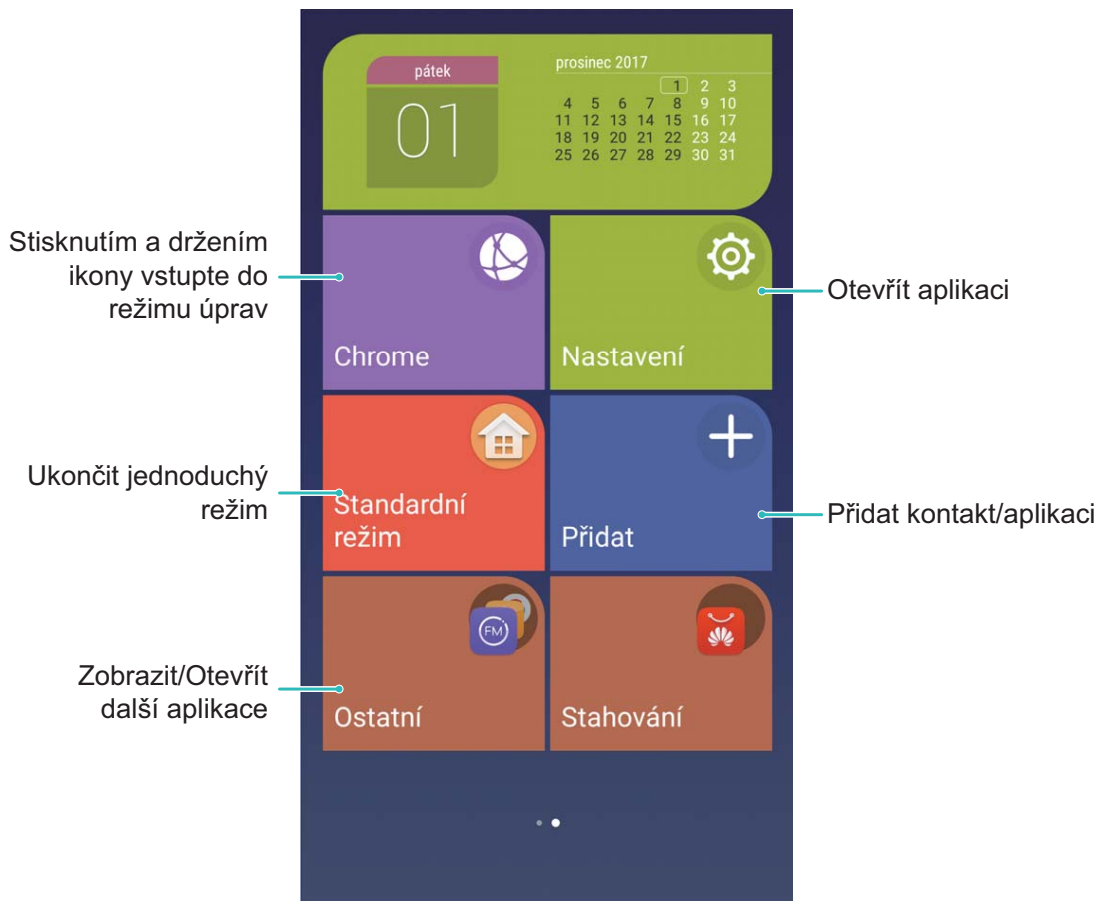 pátek
01
prosinec 2017
1 2 3
4 5 6 7 8 9 10
11 12 13 14 15 16 17
18 19 20 21 22 23 24
25 26 27 28 29 30 31
Stisknutím a držením
ikony vstupte do
režimu úprav
Chrome
Nastavení
Otevřít aplikaci
Ukončit jednoduchý
režim
Standardní
režim
Přidat
Přidat kontakt/aplikaci
Zobrazit/Otevřít
další aplikace
FM
Ostatní
Stahování